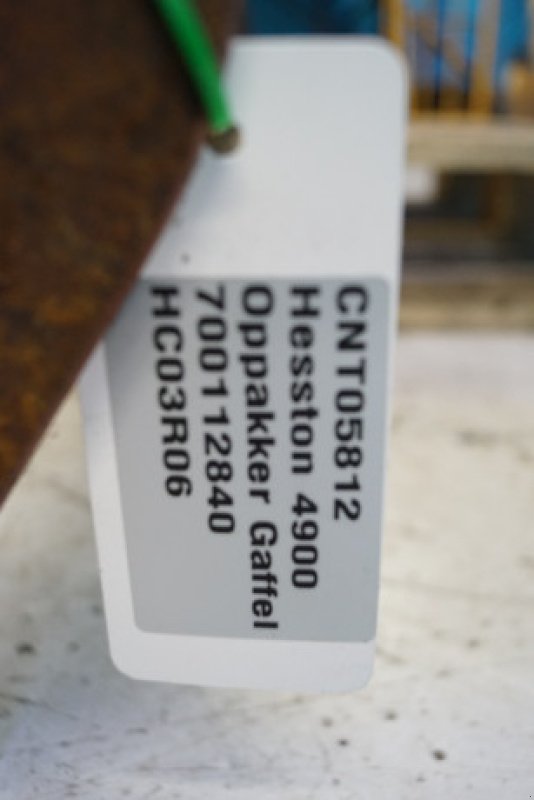 CNT05812
Hesston 4900
Oppakker Gaffel
700112840
HC03R06